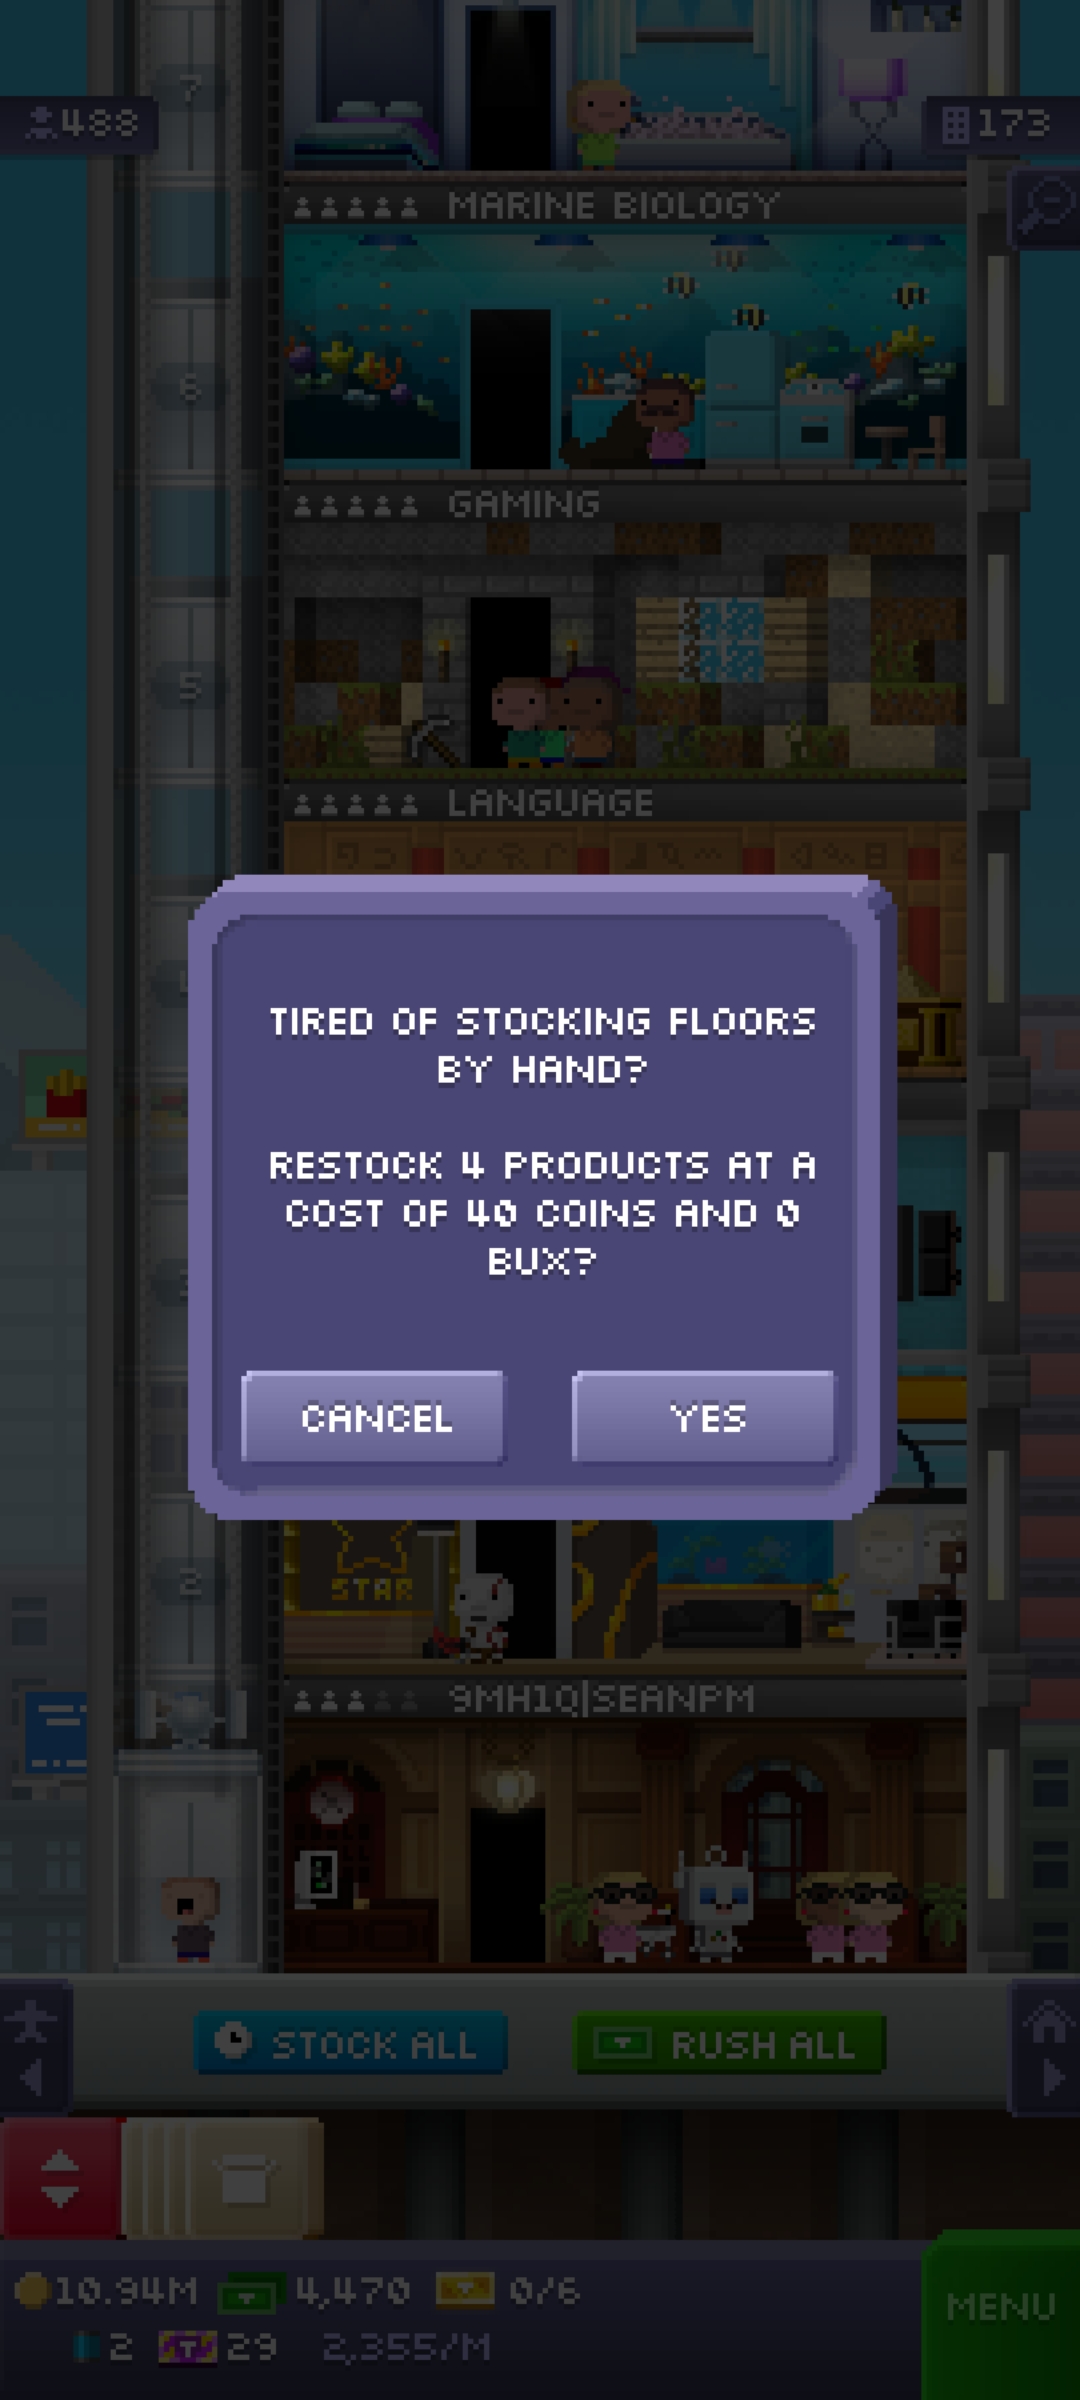 7
488
173
MARINE BIOLOGY
6
GAMING
5
LANGUAGE
TIRED OF STOCKING FLOORS
BY HAND?
RESTOCK 4 PRODUCTS AT A
COST OF 40 COINS AND 0
BUX?
CANCEL
YES
2
STAR
9MH1Q|SEANPM
STOCK ALL
RUSH ALL
10.94M
4,470
0/6
MENU
2
29
2,355/M